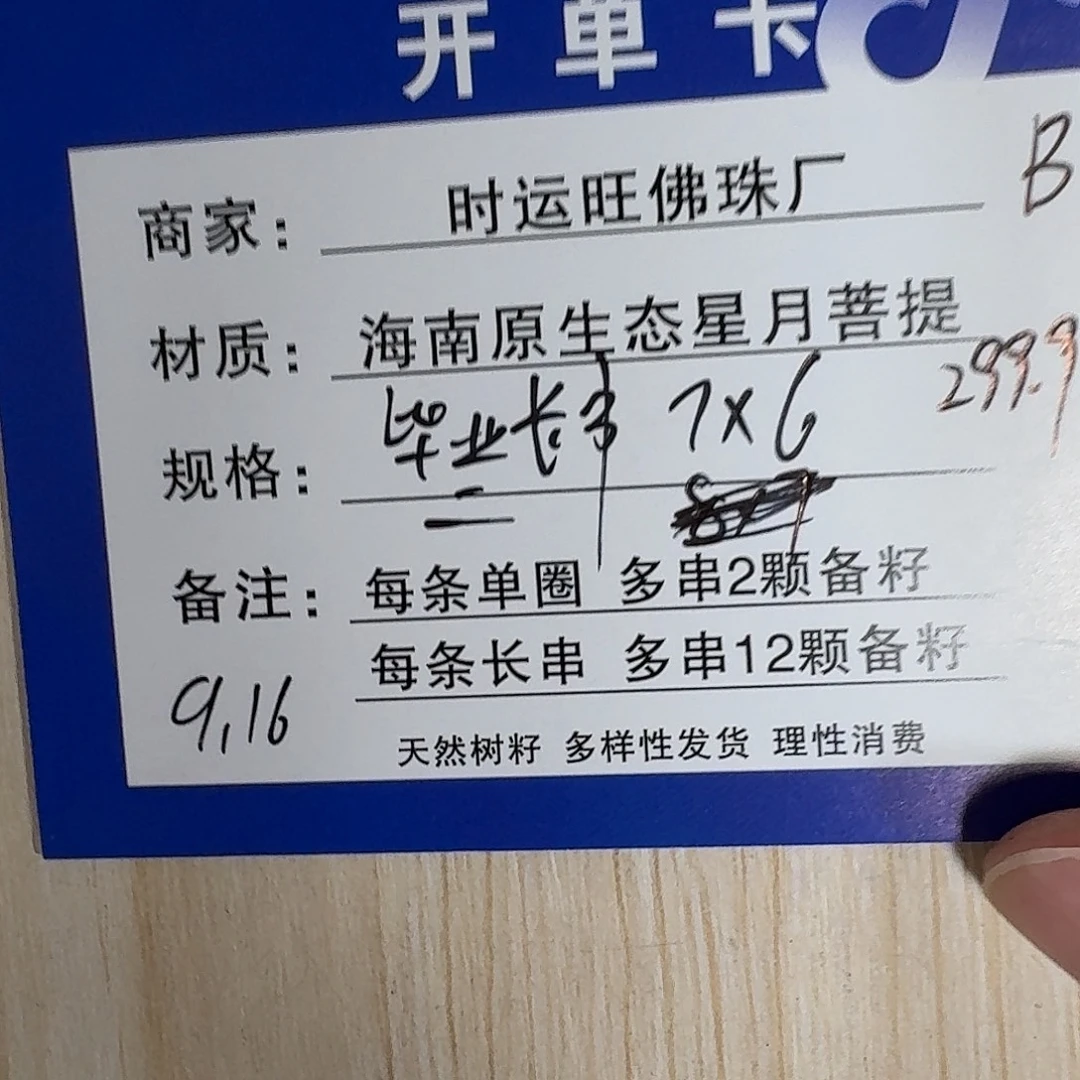 开单卡
B
商家： 时运旺佛珠厂
材质： 海南原生态星月菩提
299.9
规格： 毕业长串 7×6
二
备注： 每条单圈 多串2颗备籽
每条长串 多串12颗备籽
9.16
天然树籽 多样性发货 理性消费